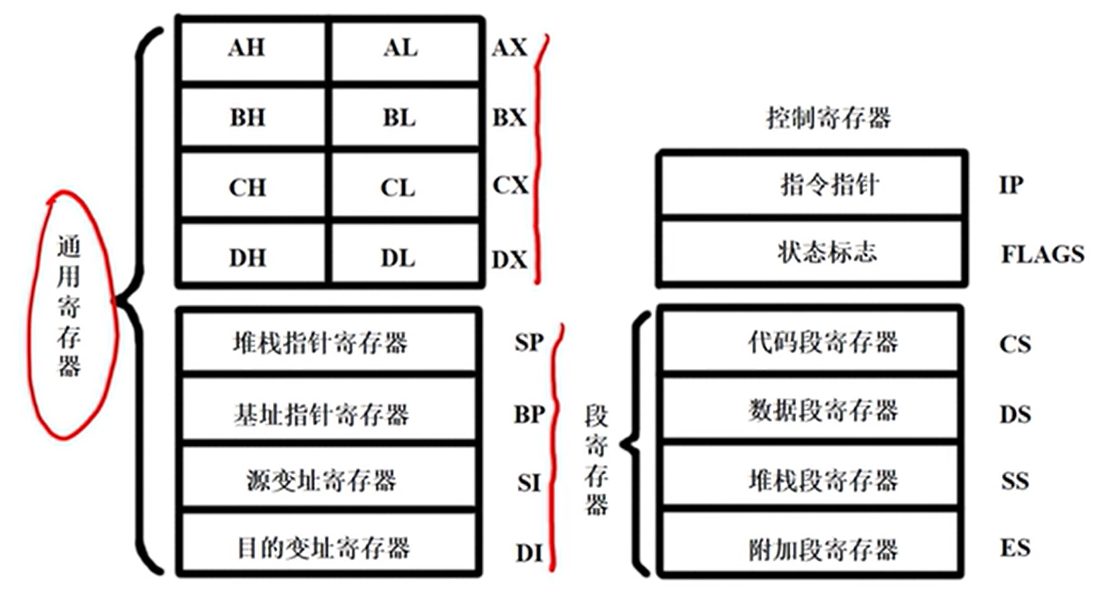 通用寄存器
AH AL AX
BH BL BX
CH CL CX
DH DL DX
堆栈指针寄存器 SP
基址指针寄存器 BP
源变址寄存器 SI
目的变址寄存器 DI
控制寄存器
指令指针 IP
状态标志 FLAGS
段寄存器
代码段寄存器 CS
数据段寄存器 DS
堆栈段寄存器 SS
附加段寄存器 ES